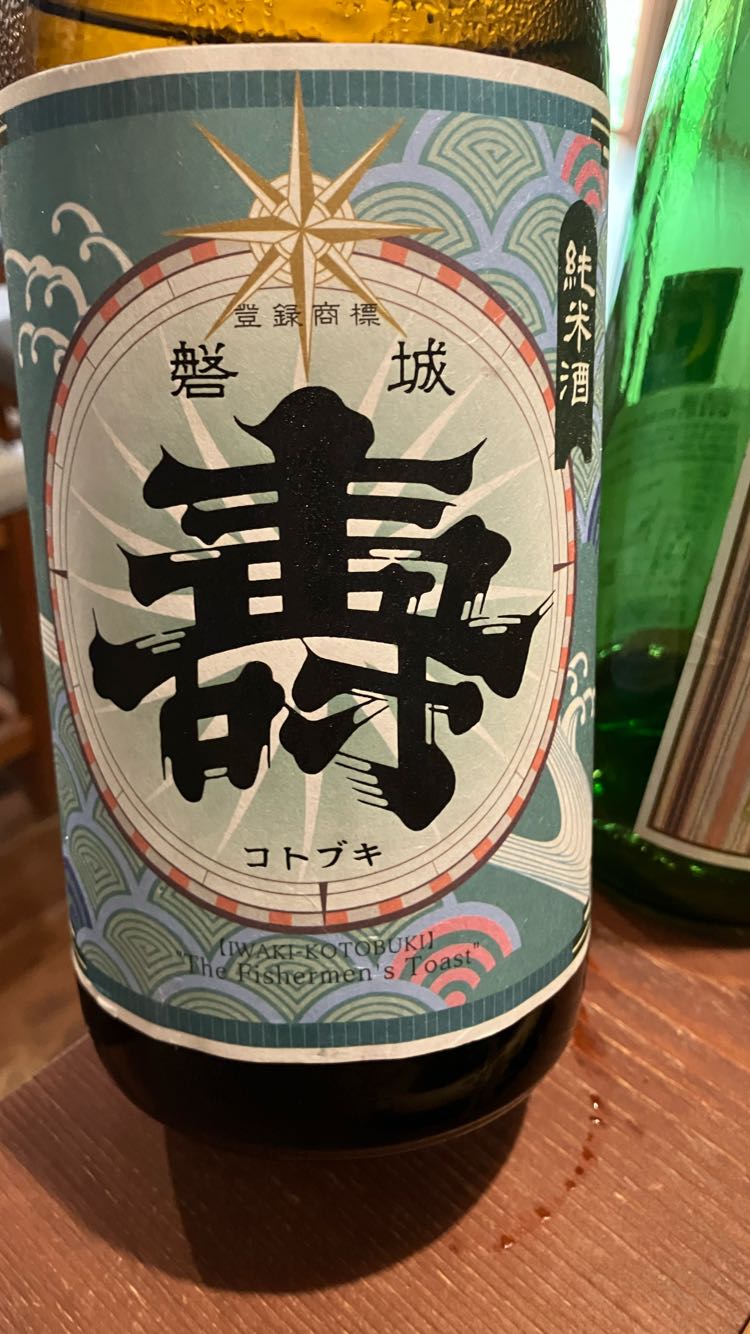 登録商標
磐城
壽
コトブキ
【IWAKI-KOTOBUKI】
"The Fishermen's Toast"
純米酒